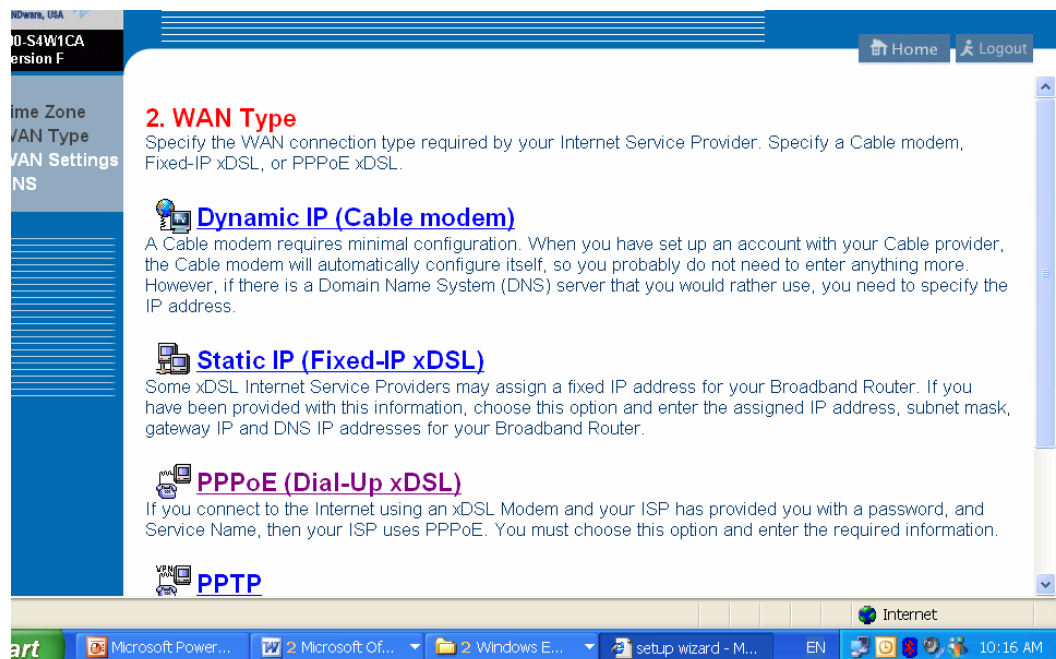 NDware, USA
00-S4W1CA
ersion F
Home
Logout
ime Zone
WAN Type
WAN Settings
NS
2. WAN Type
Specify the WAN connection type required by your Internet Service Provider. Specify a Cable modem,
Fixed-IP xDSL, or PPPoE xDSL.
Dynamic IP (Cable modem)
A Cable modem requires minimal configuration. When you have set up an account with your Cable provider,
the Cable modem will automatically configure itself, so you probably do not need to enter anything more.
However, if there is a Domain Name System (DNS) server that you would rather use, you need to specify the
IP address.
Static IP (Fixed-IP xDSL)
Some xDSL Internet Service Providers may assign a fixed IP address for your Broadband Router. If you
have been provided with this information, choose this option and enter the assigned IP address, subnet mask,
gateway IP and DNS IP addresses for your Broadband Router.
PPPoE (Dial-Up xDSL)
If you connect to the Internet using an xDSL Modem and your ISP has provided you with a password, and
Service Name, then your ISP uses PPPoE. You must choose this option and enter the required information.
VPN
PPTP
Internet
art
Microsoft Power...
2 Microsoft Of...
2 Windows E...
setup wizard - M...
EN
10:16 AM